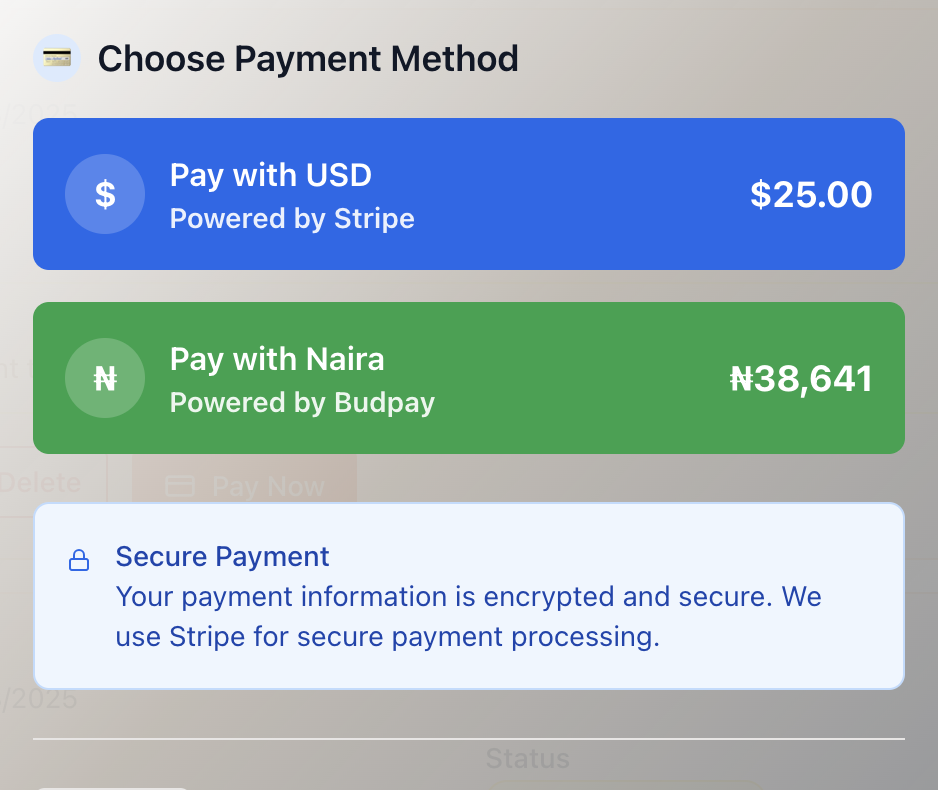 Choose Payment Method
/2025
$
Pay with USD
Powered by Stripe
$25.00
₦
Pay with Naira
Powered by Budpay
₦38,641
Delete
Pay Now
Secure Payment
Your payment information is encrypted and secure. We
use Stripe for secure payment processing.
/2025
Status